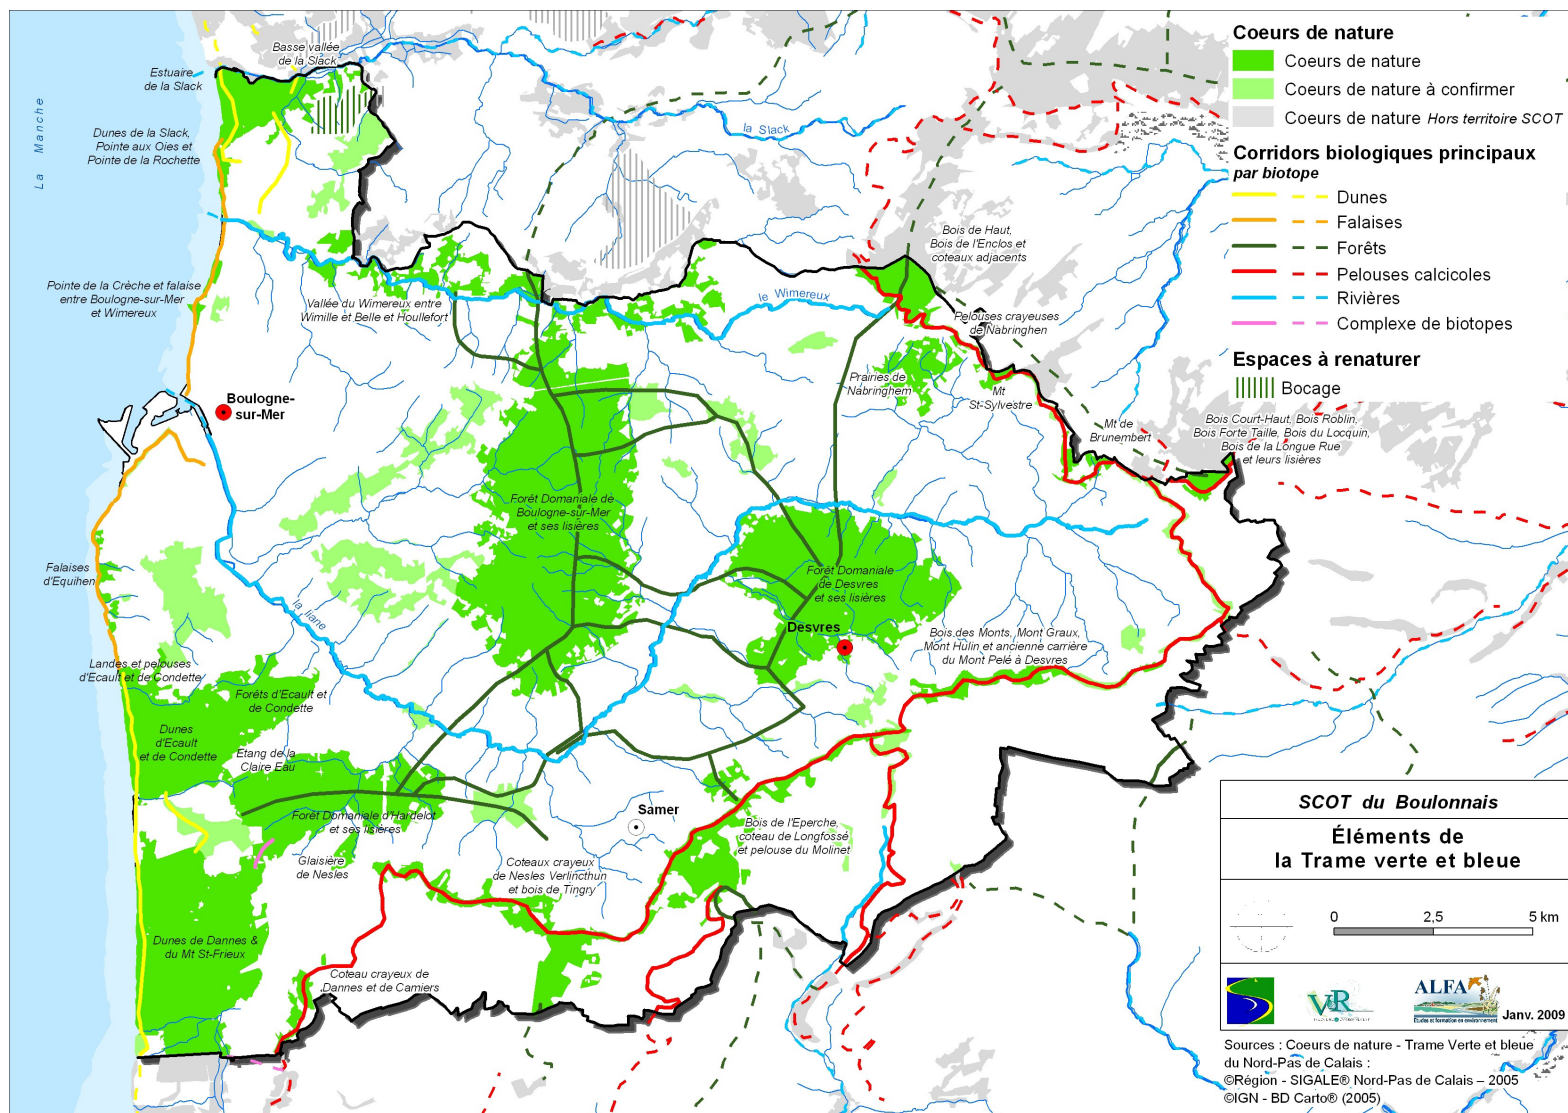 Basse vallée
de la Slack
Estuaire
de la Slack
La Manche
Dunes de la Slack,
Pointe aux Oies et
Pointe de la Rochette
la Slack
Bois de Haut,
Bois de l'Enclos et
coteaux adjacents
Pointe de la Crèche et falaise
entre Boulogne-sur-Mer
et Wimereux
Vallée du Wimereux entre
Wimille et Belle et Houllefort
le Wimereux
Pelouses crayeuses
de Nabringhen
Prairies de
Nabringhem
Mt
St-Sylvestre
Boulogne-
sur-Mer
Mt de
Brunembert
Bois Court-Haut, Bois Roblin,
Bois Forte Taille, Bois du Locquin,
Bois de la Longue Rue
et leurs lisières
Forêt Domaniale de
Boulogne-sur-Mer
et ses lisières
Falaises
d'Equihen
la liane
Forêt Domaniale
de Desvres
et ses lisières
Desvres
Bois des Monts, Mont Graux,
Mont Hulin et ancienne carrière
du Mont Pelé à Desvres
Landes et pelouses
d'Ecault et de Condette
Forêts d'Ecault et
de Condette
Dunes
d'Ecault
et de Condette
Etang de la
Claire Eau
Forêt Domaniale d'Hardelot
et ses lisières
Samer
Bois de l'Eperche,
coteau de Longfossé
et pelouse du Molinet
Glaisière
de Nesles
Coteaux crayeux
de Nesles Verlincthun
et bois de Tingry
Dunes de Dannes &
du Mt St-Frieux
Coteau crayeux de
Dannes et de Camiers
Coeurs de nature
Coeurs de nature
Coeurs de nature à confirmer
Coeurs de nature Hors territoire SCOT
Corridors biologiques principaux
par biotope
Dunes
Falaises
Forêts
Pelouses calcicoles
Rivières
Complexe de biotopes
Espaces à renaturer
Bocage
SCOT du Boulonnais
Éléments de
la Trame verte et bleue
0 2,5 5 km
VR
ALFA
Études et formation en environnement
Janv. 2009
Sources : Coeurs de nature - Trame Verte et bleue
du Nord-Pas de Calais :
©Région - SIGALE® Nord-Pas de Calais – 2005
©IGN - BD Carto® (2005)